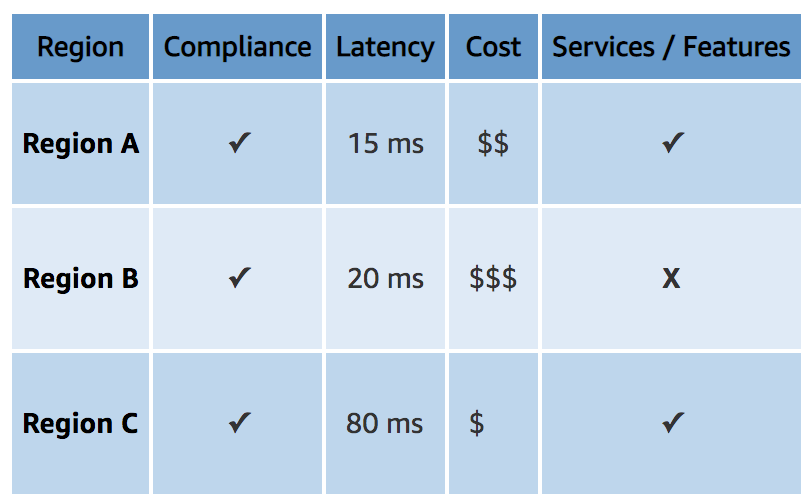 Region Compliance Latency Cost Services / Features
Region A ✓ 15 ms $$ ✓
Region B ✓ 20 ms $$$ X
Region C ✓ 80 ms $ ✓